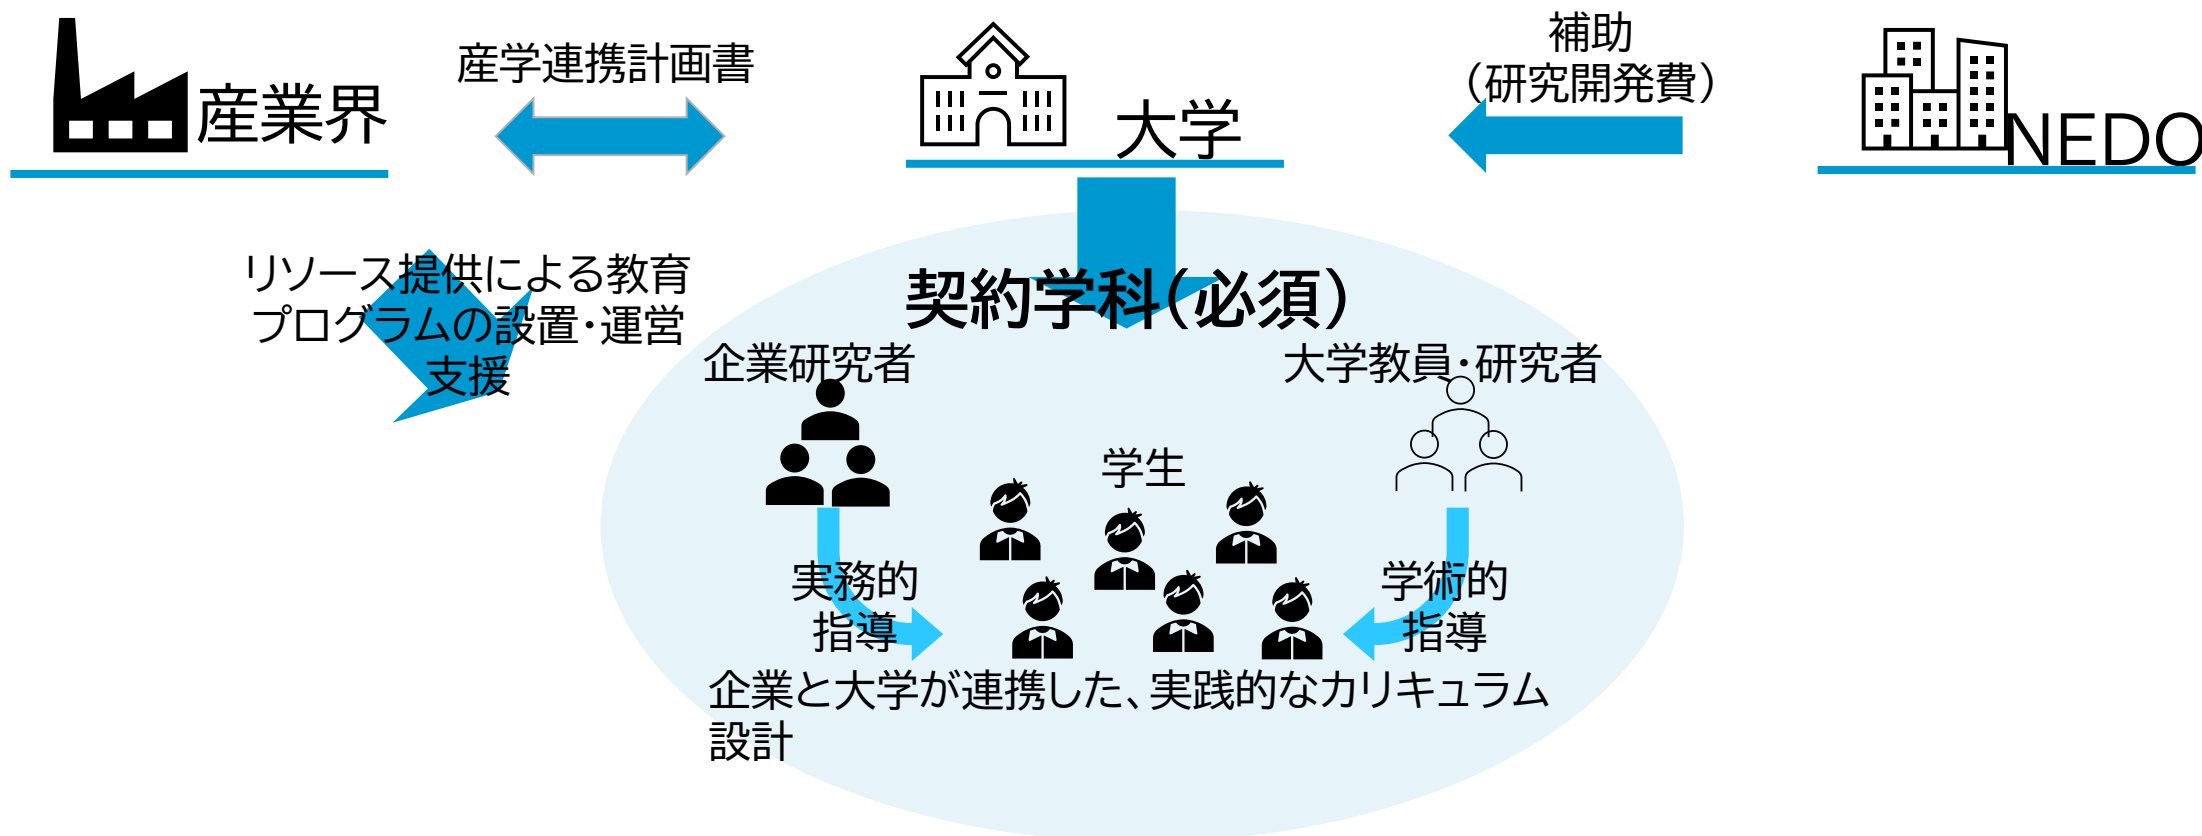 産業界
産学連携計画書
大学
補助
（研究開発費）
NEDO
リソース提供による教育
プログラムの設置・運営
支援
契約学科（必須）
企業研究者
大学教員・研究者
学生
実務的
指導
学術的
指導
企業と大学が連携した、実践的なカリキュラム
設計